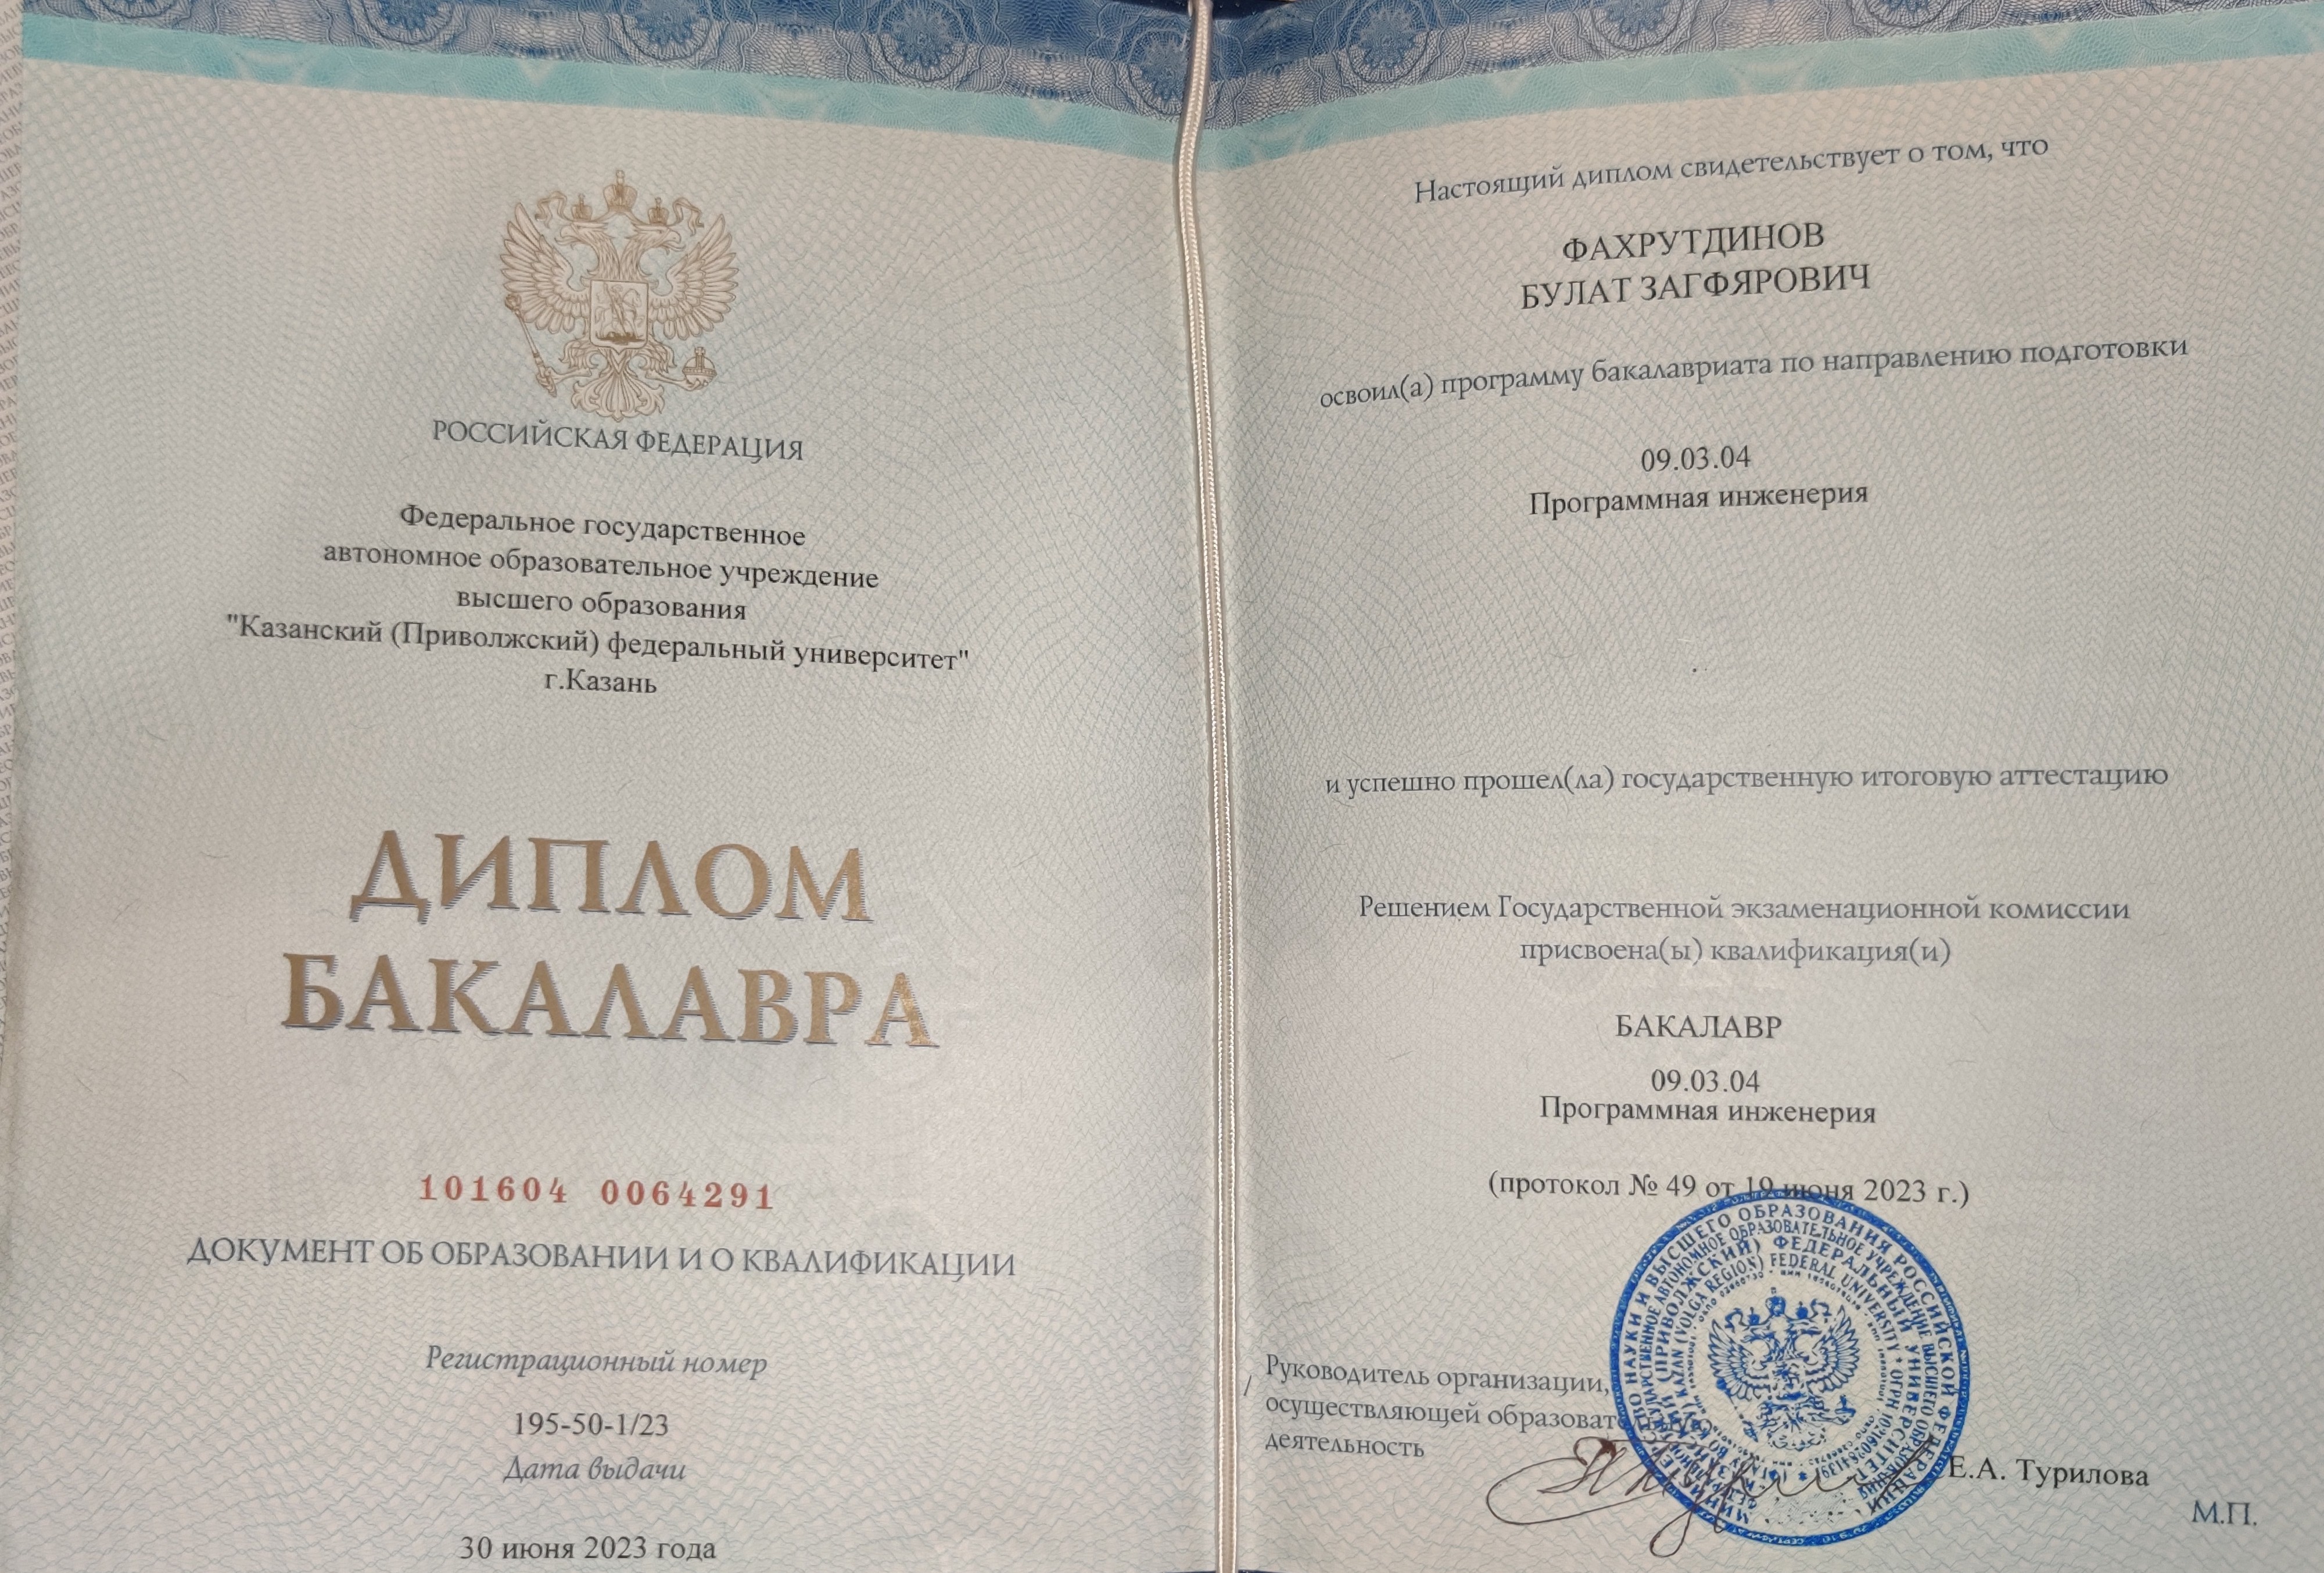 РОССИЙСКАЯ ФЕДЕРАЦИЯ
Федеральное государственное
автономное образовательное учреждение
высшего образования
"Казанский (Приволжский) федеральный университет"
г.Казань
ДИПЛОМ
БАКАЛАВРА
101604 0064291
ДОКУМЕНТ ОБ ОБРАЗОВАНИИ И О КВАЛИФИКАЦИИ
Регистрационный номер
195-50-1/23
Дата выдачи
30 июня 2023 года
Настоящий диплом свидетельствует о том, что
ФАХРУТДИНОВ
БУЛАТ ЗАГФЯРОВИЧ
освоил(а) программу бакалавриата по направлению подготовки
09.03.04
Программная инженерия
и успешно прошел(ла) государственную итоговую аттестацию
Решением Государственной экзаменационной комиссии
присвоена(ы) квалификация(и)
БАКАЛАВР
09.03.04
Программная инженерия
(протокол № 49 от 19 июня 2023 г.)
Руководитель организации,
осуществляющей образовательную
деятельность
Е.А. Турилова
М.П.
НАУКИ И ВЫСШЕГО ОБРАЗОВАНИЯ РОССИЙСКОЙ ФЕДЕРАЦИИ
АВТОНОМНОЕ ОБРАЗОВАТЕЛЬНОЕ УЧРЕЖДЕНИЕ ВЫСШЕГО ОБРАЗОВАНИЯ
(ПРИВОЛЖСКИЙ) ФЕДЕРАЛЬНЫЙ УНИВЕРСИТЕТ
KAZAN (VOLGA REGION) FEDERAL UNIVERSITY